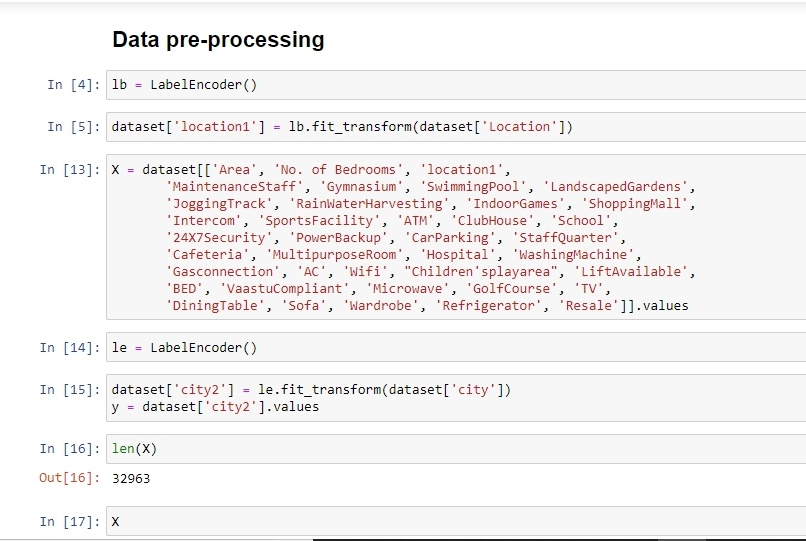 Data pre-processing
In [4]: lb = LabelEncoder()
In [5]: dataset['location1'] = lb.fit_transform(dataset['Location'])
In [13]: X = dataset[['Area', 'No. of Bedrooms', 'location1',
'MaintenanceStaff', 'Gymnasium', 'SwimmingPool', 'LandscapedGardens',
'JoggingTrack', 'RainWaterHarvesting', 'IndoorGames', 'ShoppingMall',
'Intercom', 'SportsFacility', 'ATM', 'ClubHouse', 'School',
'24X7Security', 'PowerBackup', 'CarParking', 'StaffQuarter',
'Cafeteria', 'MultipurposeRoom', 'Hospital', 'WashingMachine',
'Gasconnection', 'AC', 'Wifi', "Children'splayarea", 'LiftAvailable',
'BED', 'VaastuCompliant', 'Microwave', 'GolfCourse', 'TV',
'DiningTable', 'Sofa', 'Wardrobe', 'Refrigerator', 'Resale']].values
In [14]: le = LabelEncoder()
In [15]: dataset['city2'] = le.fit_transform(dataset['city'])
y = dataset['city2'].values
In [16]: len(X)
Out[16]: 32963
In [17]: X